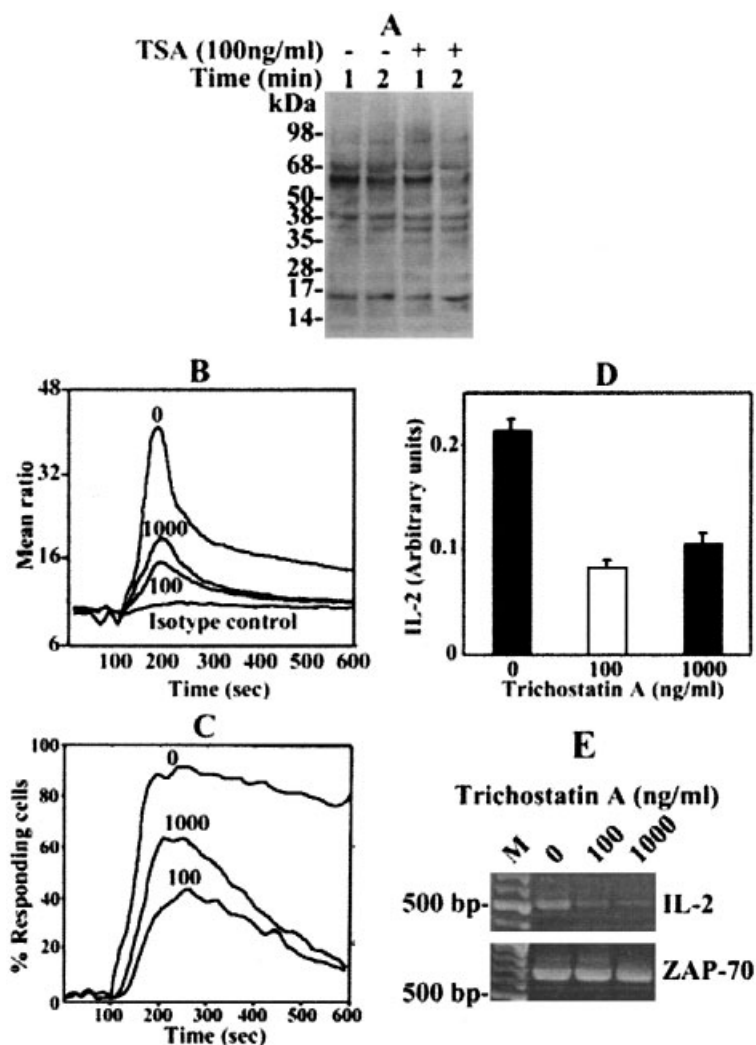 A
TSA (100ng/ml) - - + +
Time (min) 1 2 1 2
kDa
98-
68-
50-
38-
35-
28-
17-
14-
B
48
32
16
6
Mean ratio
0
1000
100
Isotype control
100 200 300 400 500 600
Time (sec)
D
0.2
0.1
0
IL-2 (Arbitrary units)
0 100 1000
Trichostatin A (ng/ml)
C
100
80
60
40
20
0
% Responding cells
0
1000
100
0 100 200 300 400 500 600
Time (sec)
E
Trichostatin A (ng/ml)
M 0 100 1000
500 bp- IL-2
ZAP-70
500 bp-